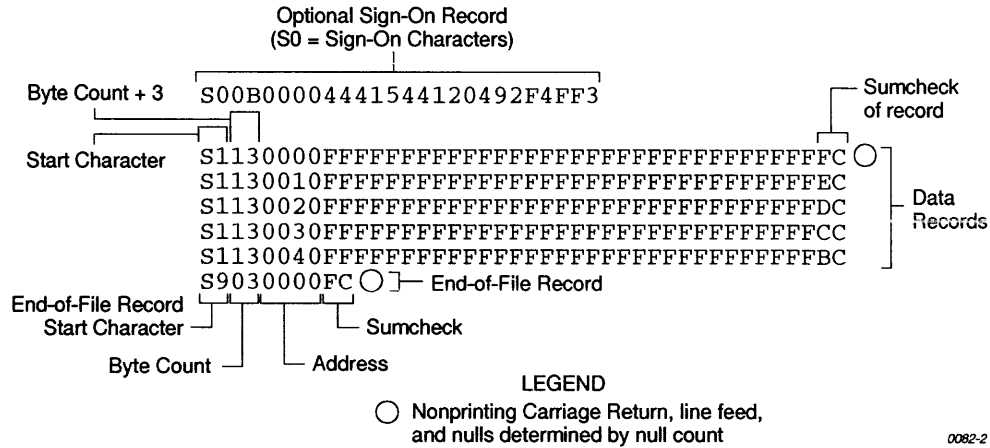 Optional Sign-On Record
(S0 = Sign-On Characters)
Byte Count + 3
S00B00004441544120492F4FF3
Sumcheck
of record
Start Character
S1130000FFFFFFFFFFFFFFFFFFFFFFFFFFFFFFFFFC
S1130010FFFFFFFFFFFFFFFFFFFFFFFFFFFFFFFFEC
S1130020FFFFFFFFFFFFFFFFFFFFFFFFFFFFFFFFDC
Data
Records
S1130030FFFFFFFFFFFFFFFFFFFFFFFFFFFFFFFFCC
S1130040FFFFFFFFFFFFFFFFFFFFFFFFFFFFFFFFBC
S9030000FC
End-of-File Record
End-of-File Record
Start Character
Sumcheck
Byte Count
Address
LEGEND
Nonprinting Carriage Return, line feed,
and nulls determined by null count
0082-2